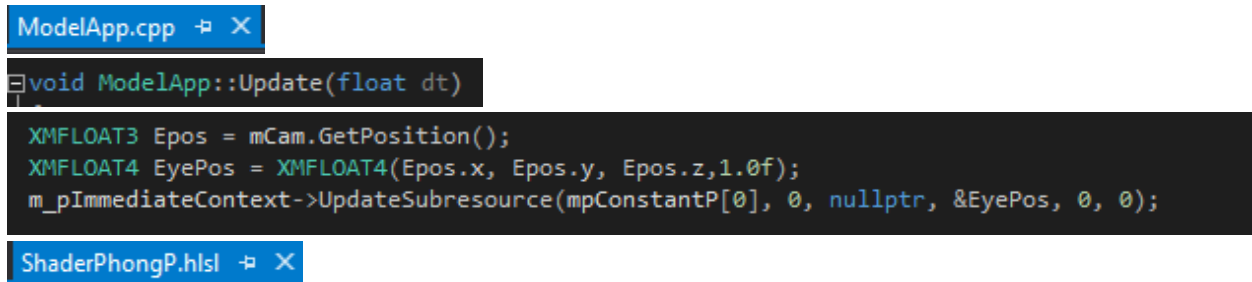 ModelApp.cpp
void ModelApp::Update(float dt)
XMFLOAT3 Epos = mCam.GetPosition();
XMFLOAT4 EyePos = XMFLOAT4(Epos.x, Epos.y, Epos.z,1.0f);
m_pImmediateContext->UpdateSubresource(mpConstantP[0], 0, nullptr, &EyePos, 0, 0);
ShaderPhongP.hlsl